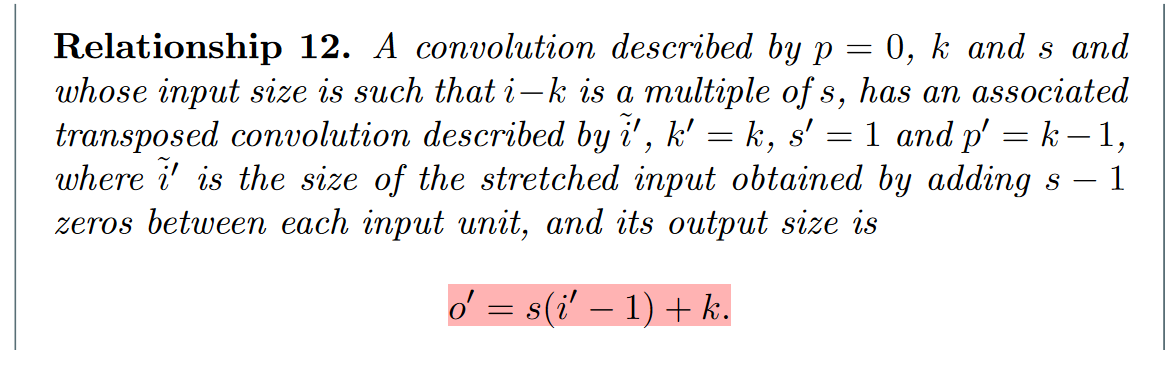 Relationship 12. A convolution described by p = 0, k and s and
whose input size is such that i−k is a multiple of s, has an associated
transposed convolution described by ĩ′, k′ = k, s′ = 1 and p′ = k − 1,
where ĩ′ is the size of the stretched input obtained by adding s − 1
zeros between each input unit, and its output size is
o′ = s(i′ − 1) + k.